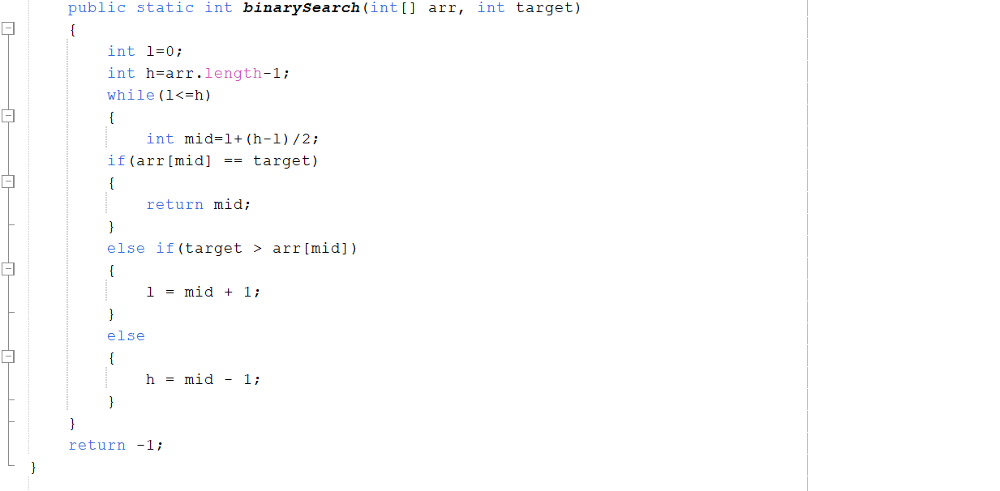 public static int binarySearch(int[] arr, int target)
{
int l=0;
int h=arr.length-1;
while(l<=h)
{
int mid=l+(h-l)/2;
if(arr[mid] == target)
{
return mid;
}
else if(target > arr[mid])
{
l = mid + 1;
}
else
{
h = mid - 1;
}
}
return -1;
}